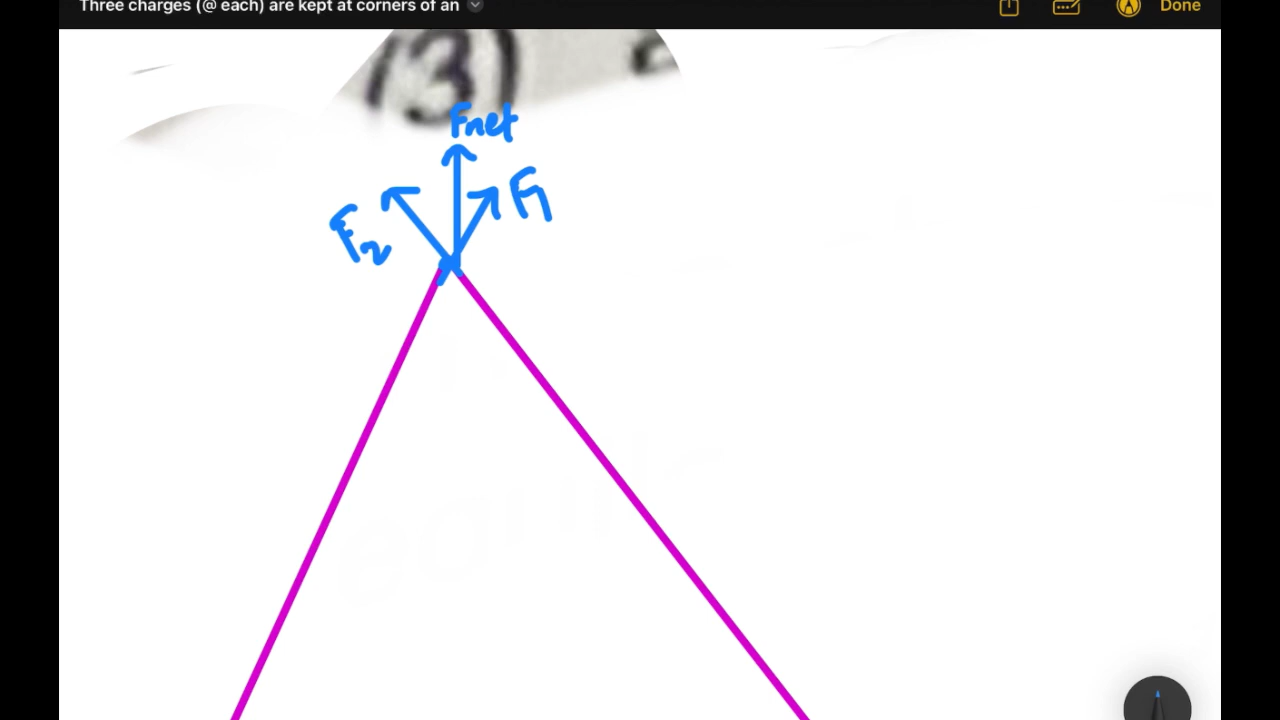 Three charges (@ each) are kept at corners of an
Done
(3)
Fnet
F1
F2